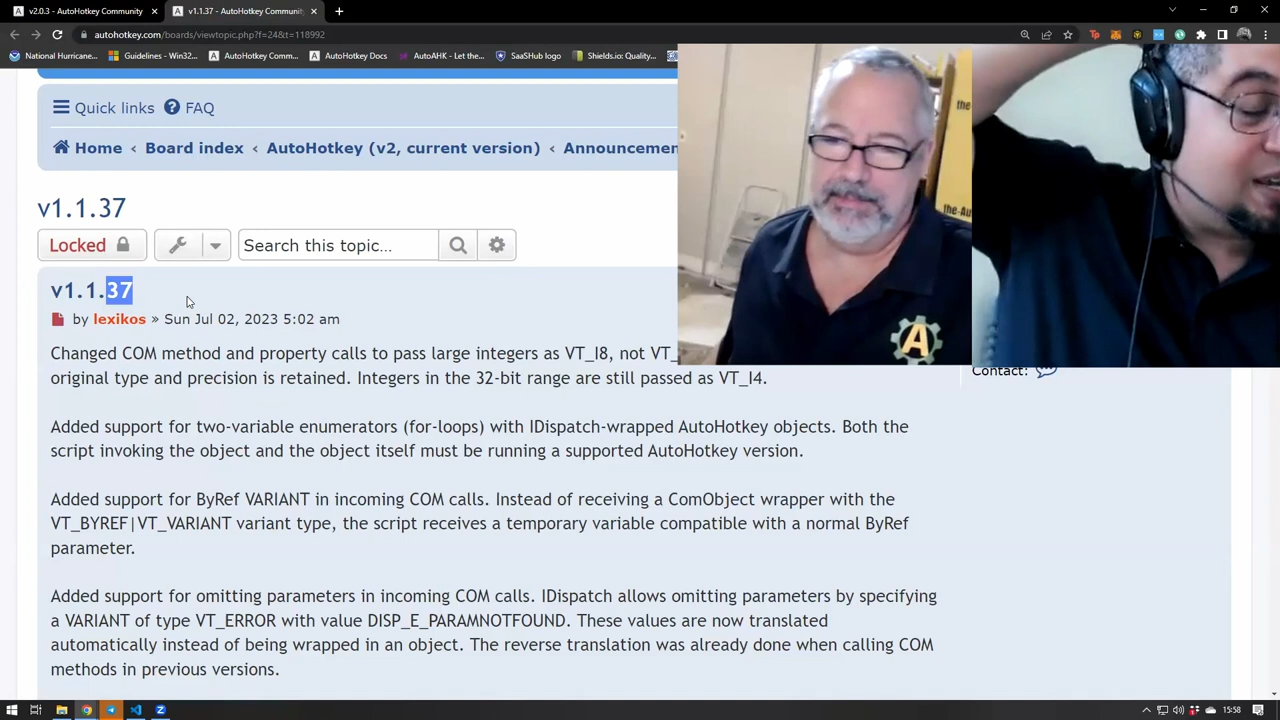 v2.0.3 - AutoHotkey Community
v1.1.37 - AutoHotkey Communit
autohotkey.com/boards/viewtopic.php?f=24&t=118992
National Hurricane...
Guidelines - Win32...
AutoHotkey Comm...
AutoHotkey Docs
AutoAHK - Let the...
SaaSHub logo
Shields.io: Quality...
Quick links
FAQ
Home ‹ Board index ‹ AutoHotkey (v2, current version) ‹ Announcemen
v1.1.37
Locked
Search this topic...
v1.1.37
by lexikos » Sun Jul 02, 2023 5:02 am
Changed COM method and property calls to pass large integers as VT_I8, not VT_
original type and precision is retained. Integers in the 32-bit range are still passed as VT_I4.
Contact:
Added support for two-variable enumerators (for-loops) with IDispatch-wrapped AutoHotkey objects. Both the
script invoking the object and the object itself must be running a supported AutoHotkey version.
Added support for ByRef VARIANT in incoming COM calls. Instead of receiving a ComObject wrapper with the
VT_BYREF|VT_VARIANT variant type, the script receives a temporary variable compatible with a normal ByRef
parameter.
Added support for omitting parameters in incoming COM calls. IDispatch allows omitting parameters by specifying
a VARIANT of type VT_ERROR with value DISP_E_PARAMNOTFOUND. These values are now translated
automatically instead of being wrapped in an object. The reverse translation was already done when calling COM
methods in previous versions.
the-
the-Au
A
15:58